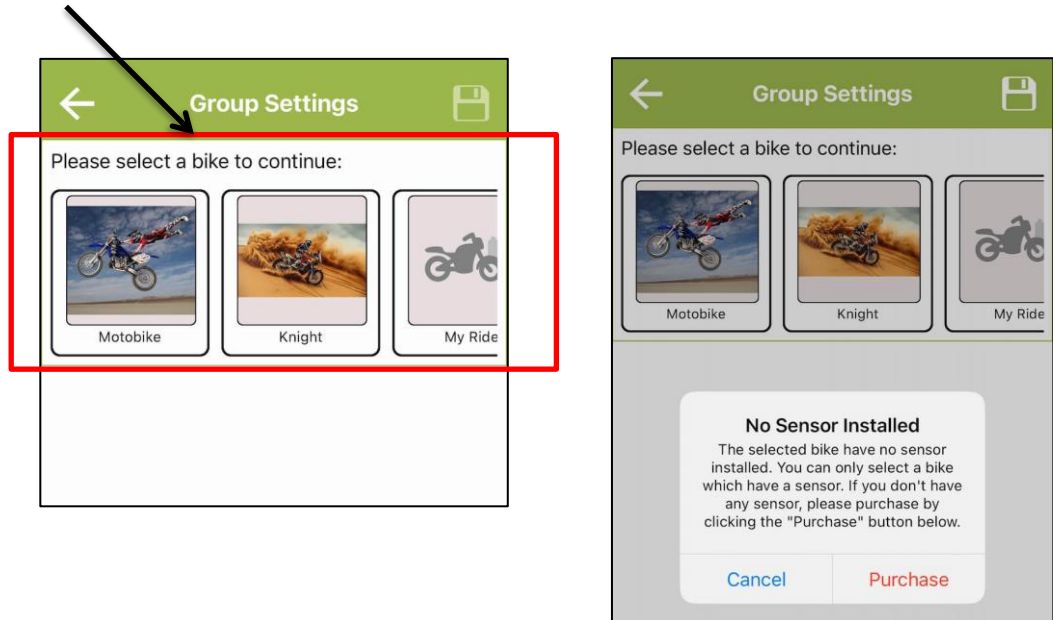 Group Settings
Please select a bike to continue:
Motobike
Knight
My Ride
Group Settings
Please select a bike to continue:
Motobike
Knight
My Ride
No Sensor Installed
The selected bike have no sensor
installed. You can only select a bike
which have a sensor. If you don't have
any sensor, please purchase by
clicking the "Purchase" button below.
Cancel
Purchase